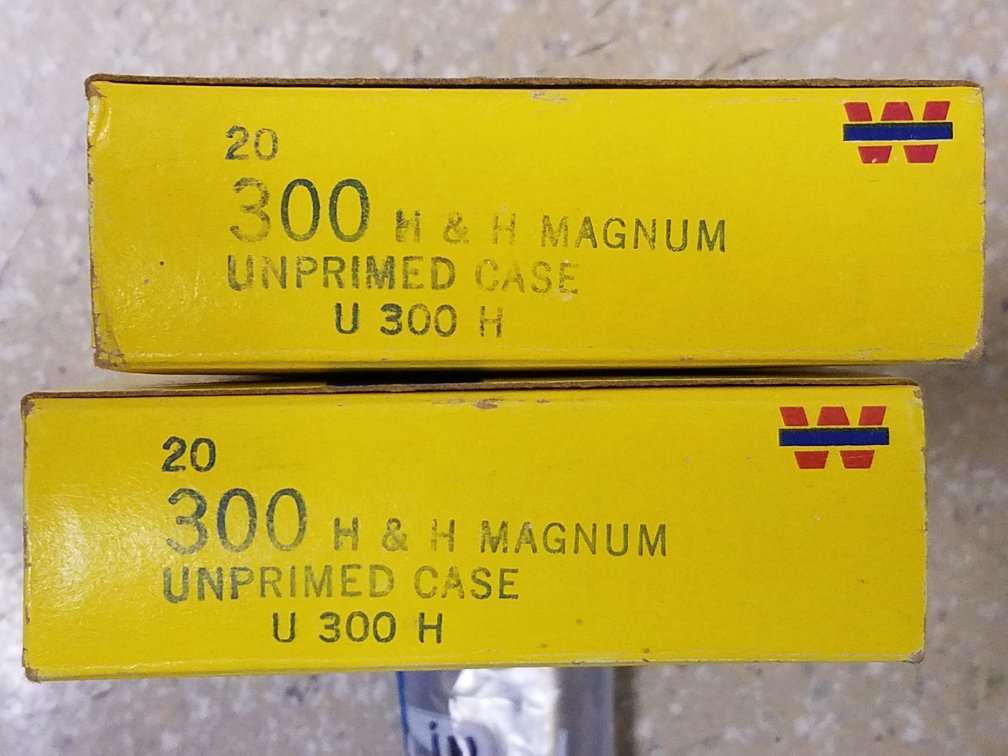 W
20
300 H & H MAGNUM
UNPRIMED CASE
U 300 H
W
20
300 H & H MAGNUM
UNPRIMED CASE
U 300 H